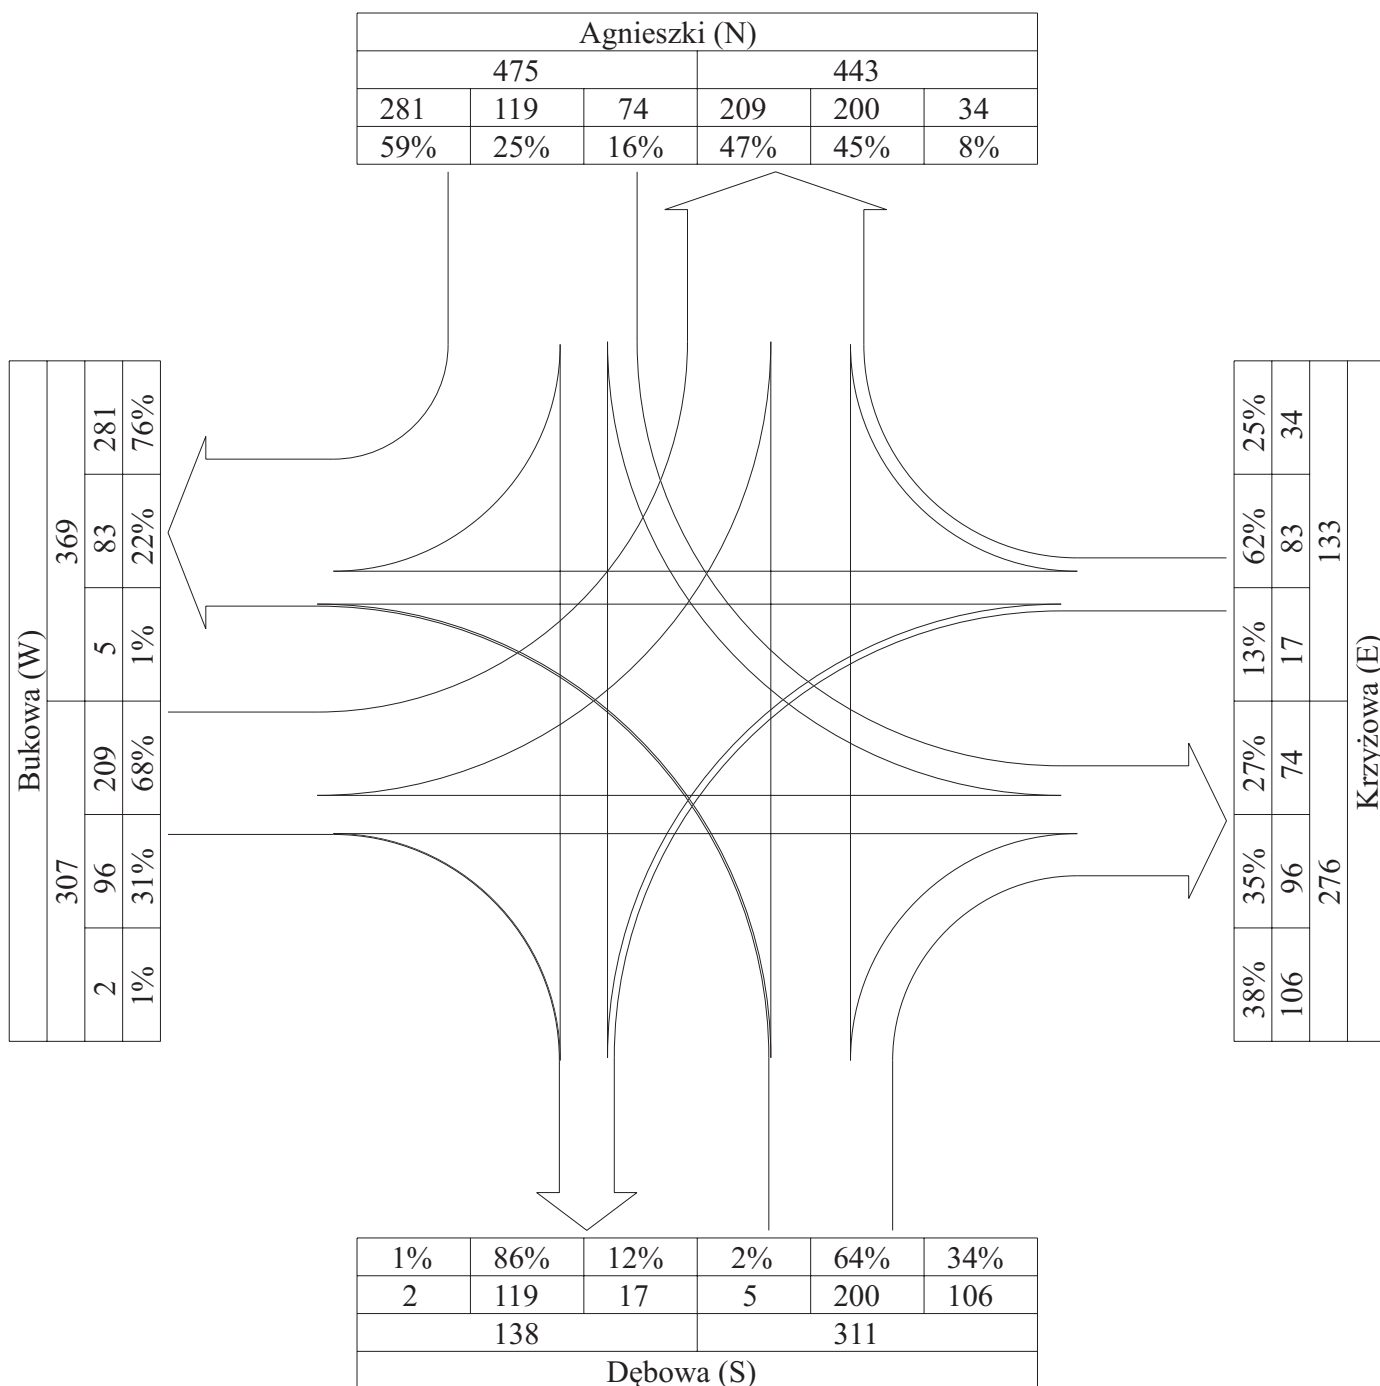 Agnieszki (N)
475 443
281 119 74 209 200 34
59% 25% 16% 47% 45% 8%
Bukowa (W)
369 307
281 83 5 209 96 2
76% 22% 1% 68% 31% 1%
25% 62% 13% 27% 35% 38%
34 83 17 74 96 106
133 276
Krzyżowa (E)
1% 86% 12% 2% 64% 34%
2 119 17 5 200 106
138 311
Dębowa (S)